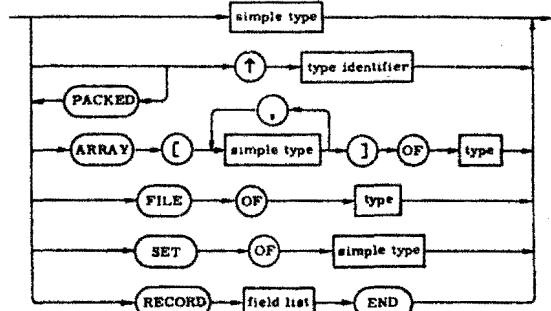 simple type
↑ type identifier
PACKED
,
ARRAY [ simple type ] OF type
FILE OF type
SET OF simple type
RECORD field list END